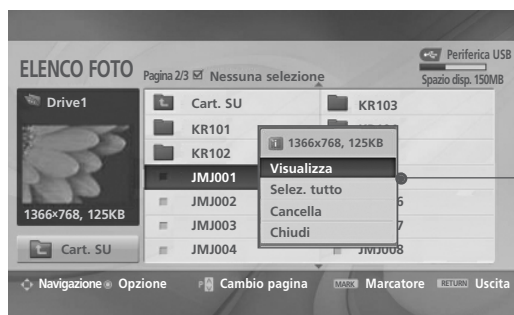 Periferica USB
ELENCO FOTO
Pagina 2/3 Nessuna selezione
Spazio disp. 150MB
Drive1
1366×768, 125KB
Cart. SU
Cart. SU
KR101
KR102
JMJ001
JMJ002
JMJ003
JMJ004
KR103
JMJ008
1366x768, 125KB
Visualizza
Selez. tutto
Cancella
Chiudi
Navigazione Opzione P Cambio pagina MARK Marcatore RETURN Uscita